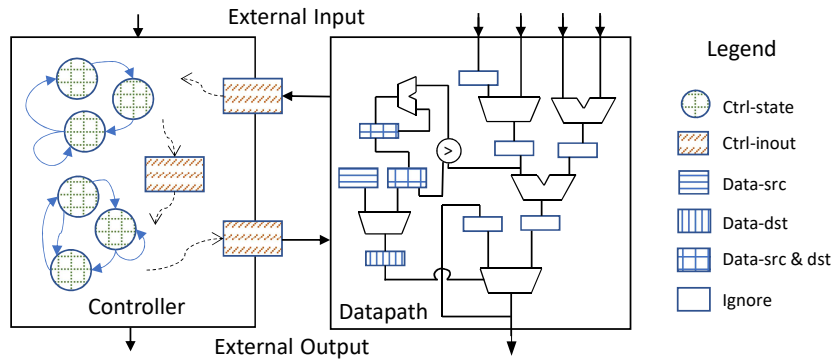 External Input
Legend
Ctrl-state
Ctrl-inout
>
Data-src
Data-dst
Data-src & dst
Ignore
Controller
Datapath
External Output